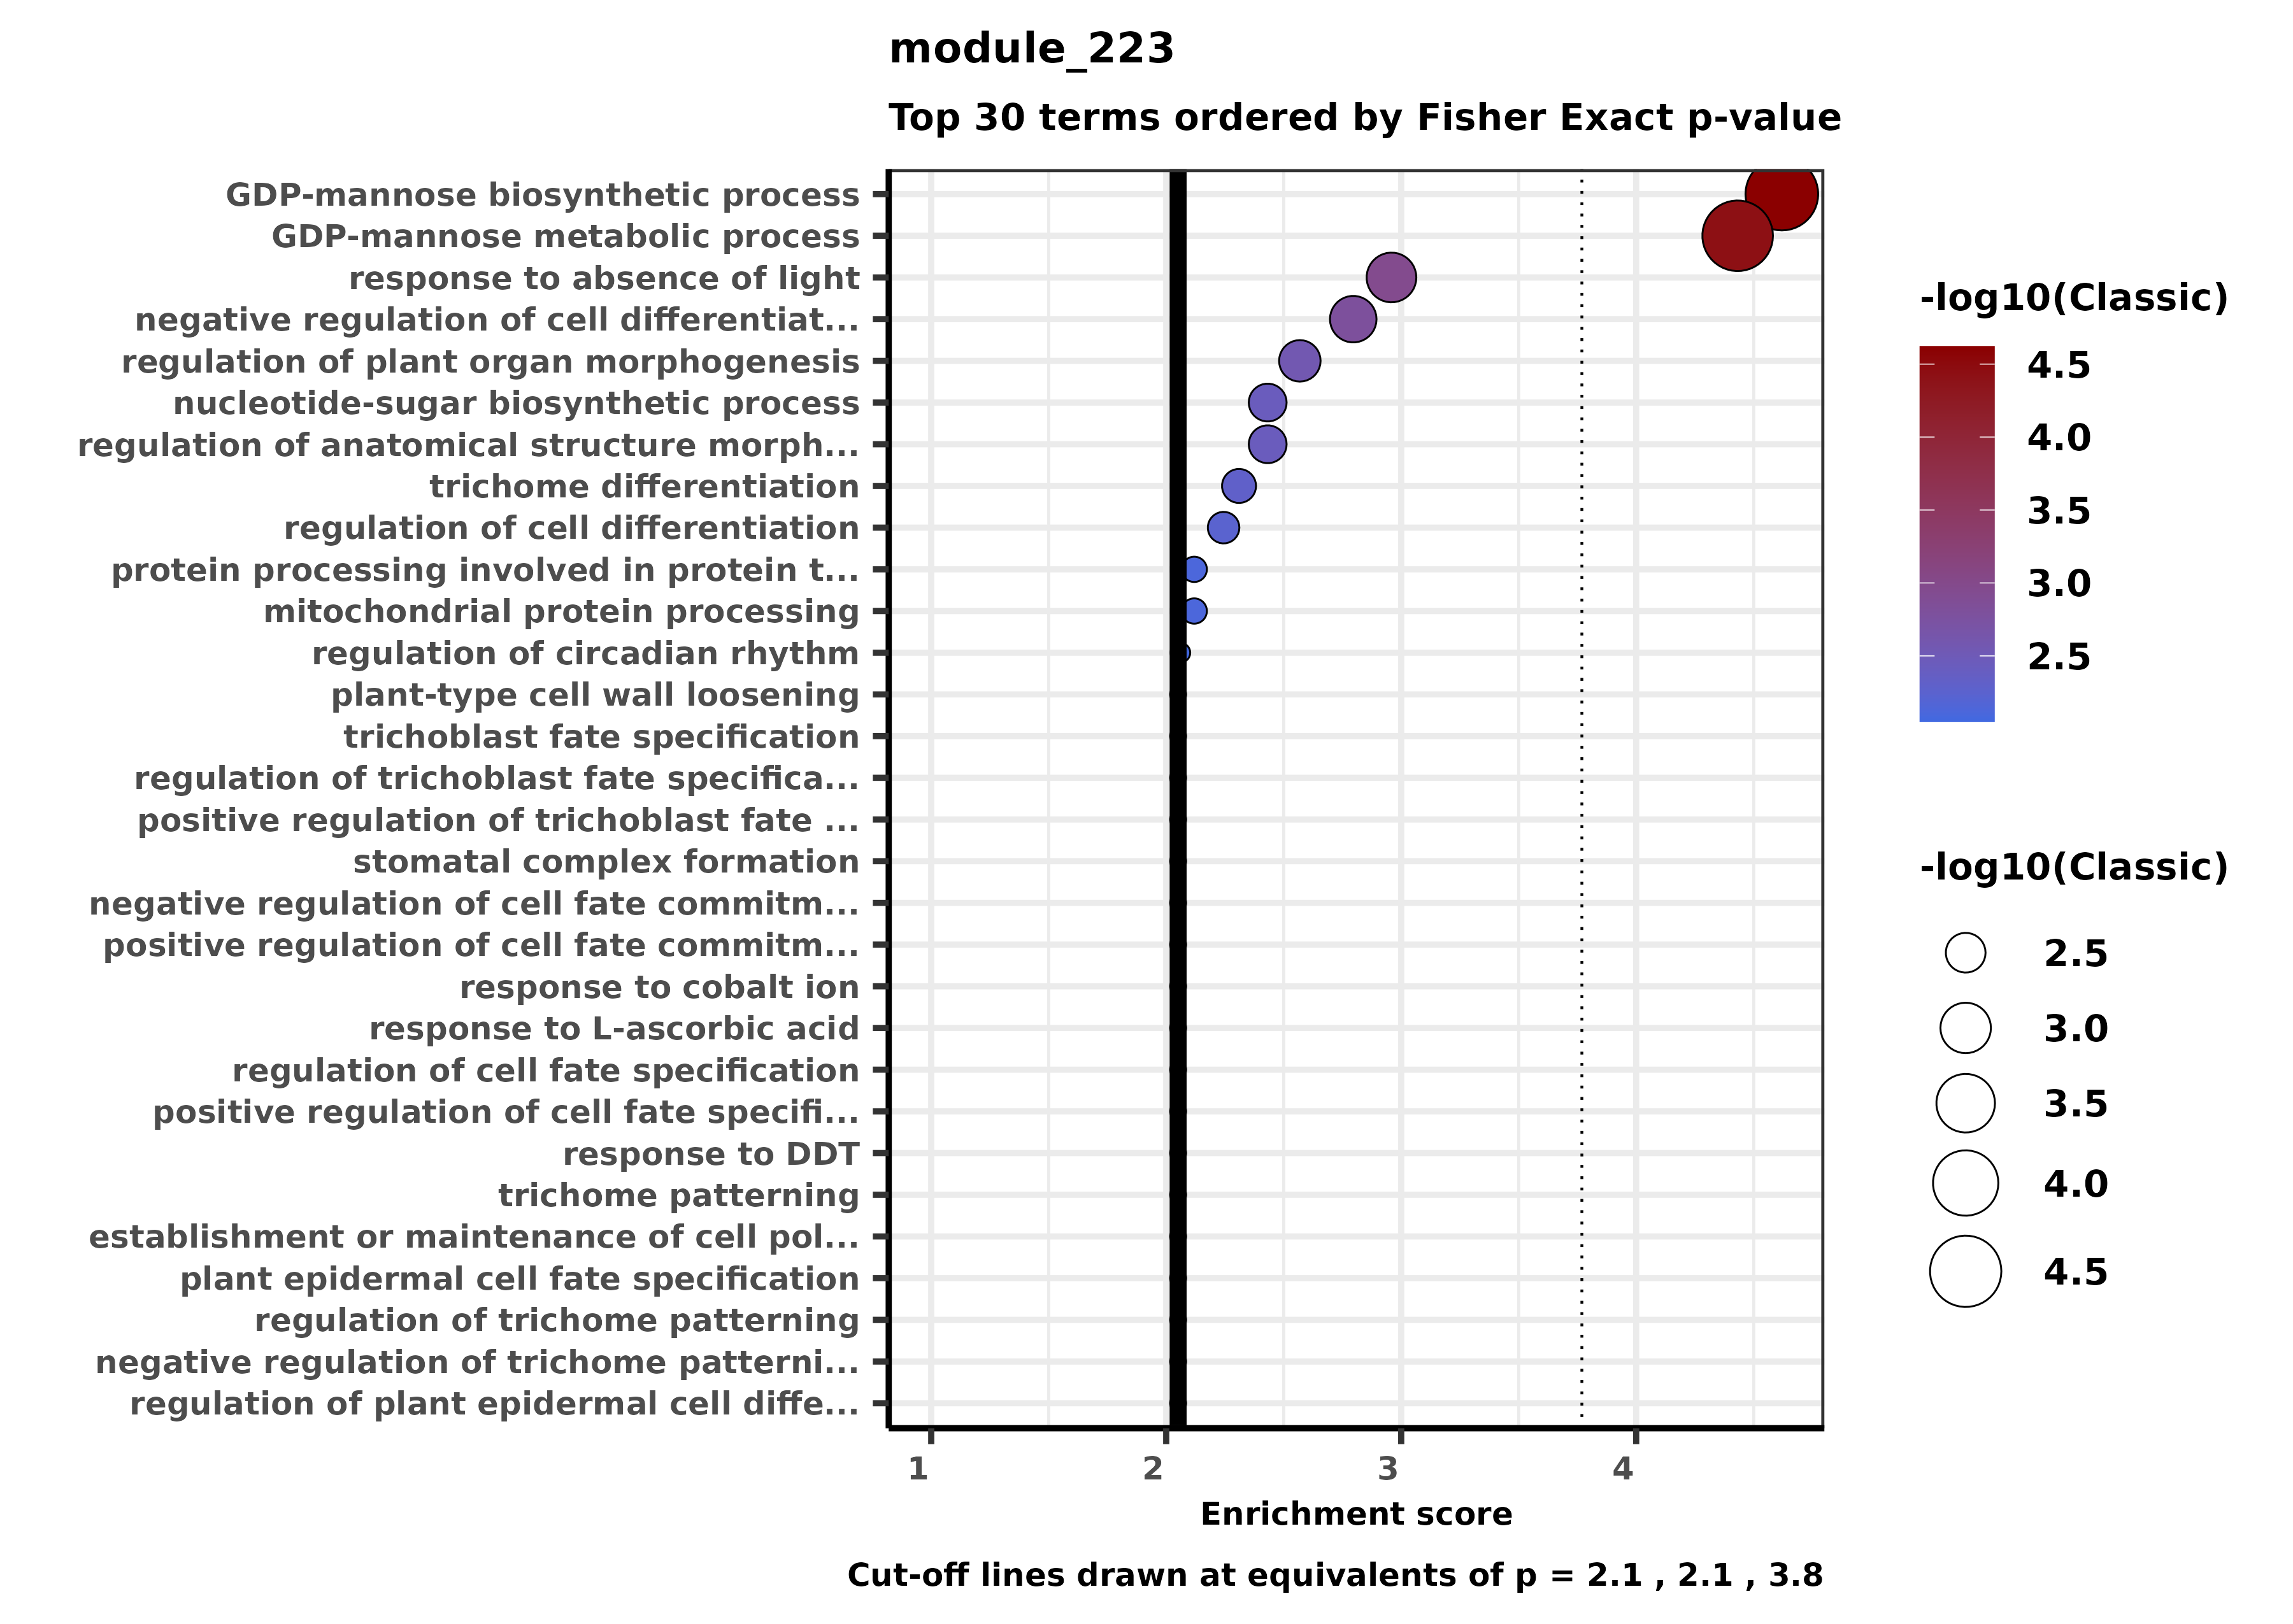 module_223
Top 30 terms ordered by Fisher Exact p-value
GDP-mannose biosynthetic process
GDP-mannose metabolic process
response to absence of light
negative regulation of cell differentiat...
regulation of plant organ morphogenesis
nucleotide-sugar biosynthetic process
regulation of anatomical structure morph...
trichome differentiation
regulation of cell differentiation
protein processing involved in protein t...
mitochondrial protein processing
regulation of circadian rhythm
plant-type cell wall loosening
trichoblast fate specification
regulation of trichoblast fate specifica...
positive regulation of trichoblast fate ...
stomatal complex formation
negative regulation of cell fate commitm...
positive regulation of cell fate commitm...
response to cobalt ion
response to L-ascorbic acid
regulation of cell fate specification
positive regulation of cell fate specifi...
response to DDT
trichome patterning
establishment or maintenance of cell pol...
plant epidermal cell fate specification
regulation of trichome patterning
negative regulation of trichome patterni...
regulation of plant epidermal cell diffe...
1 2 3 4
Enrichment score
Cut-off lines drawn at equivalents of p = 2.1 , 2.1 , 3.8
-log10(Classic)
4.5
4.0
3.5
3.0
2.5
-log10(Classic)
2.5
3.0
3.5
4.0
4.5